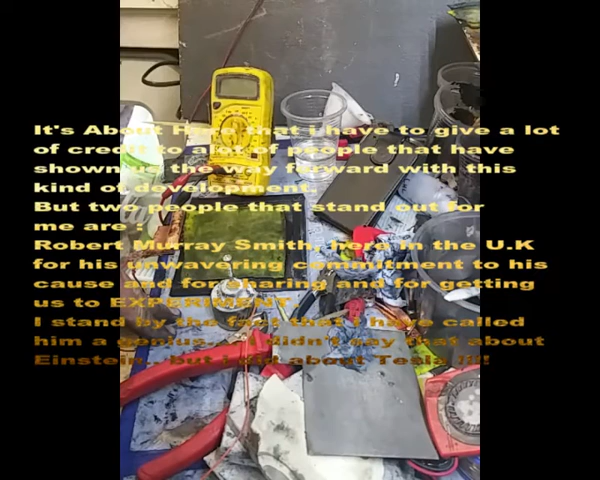 It's About Here that i have to give a lot
of credit to alot of people that have
shown us the way forward with this
kind of development.
But two people that stand out for
me are :
Robert Murray Smith, here in the U.K
for his unwavering commitment to his
cause and for sharing and for getting
us to EXPERIMENT.
I stand by the fact that i have called
him a genius... i didn't say that about
Einstein...but i did about Tesla !!!!